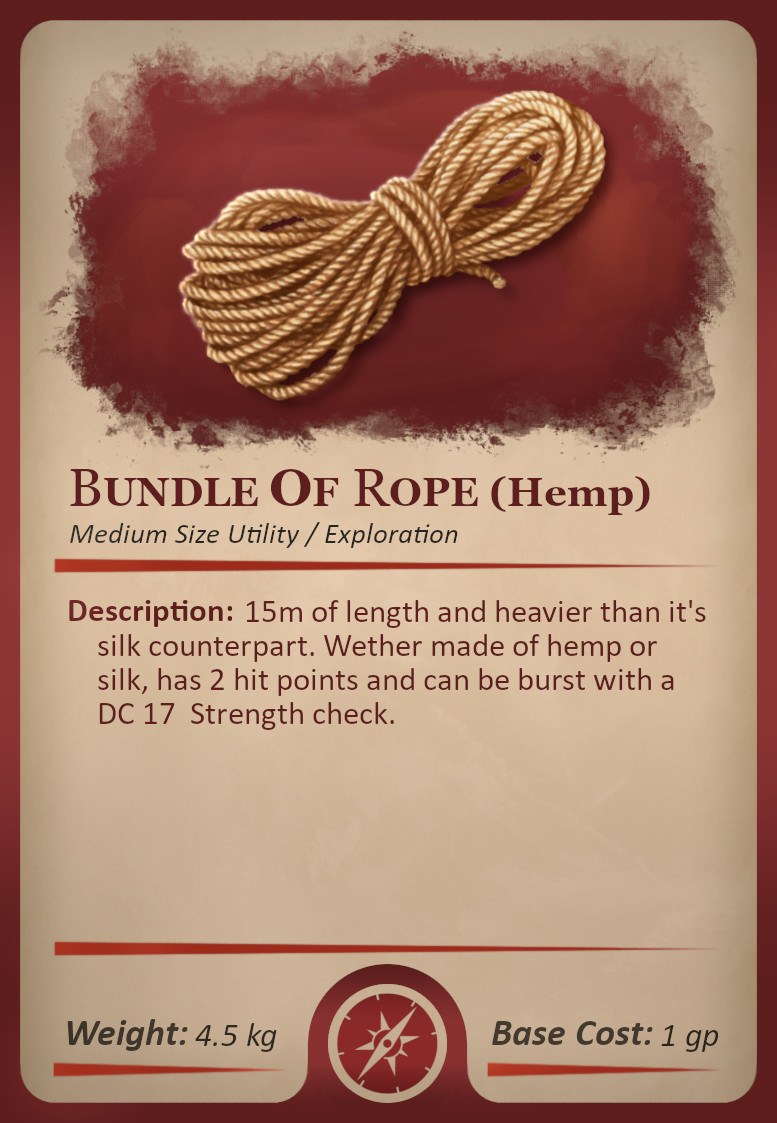 Bundle Of Rope (Hemp)
Medium Size Utility / Exploration
Description: 15m of length and heavier than it's
silk counterpart. Wether made of hemp or
silk, has 2 hit points and can be burst with a
DC 17  Strength check.
Weight: 4.5 kg
Base Cost: 1 gp